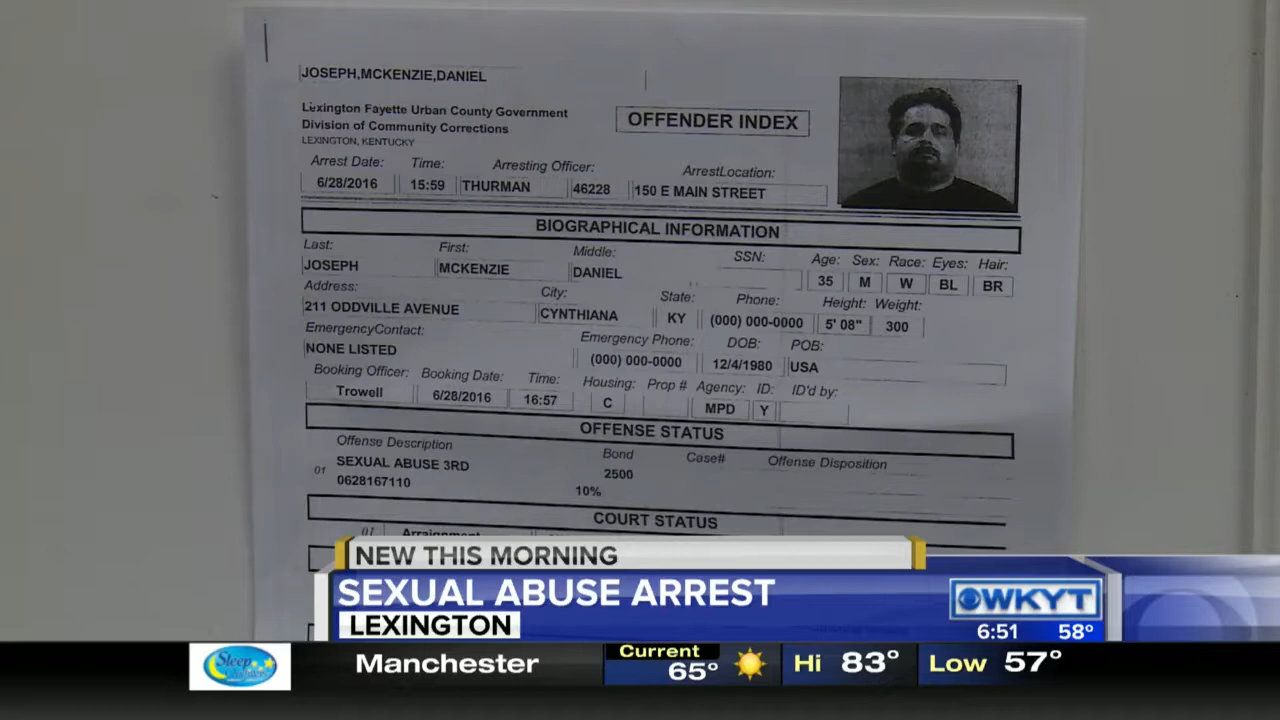 JOSEPH,MCKENZIE,DANIEL
Lexington Fayette Urban County Government
Division of Community Corrections
LEXINGTON, KENTUCKY
OFFENDER INDEX
Arrest Date: Time: Arresting Officer: ArrestLocation:
6/28/2016 15:59 THURMAN 46228 150 E MAIN STREET
BIOGRAPHICAL INFORMATION
Last: First: Middle: SSN: Age: Sex: Race: Eyes: Hair:
JOSEPH MCKENZIE DANIEL 35 M W BL BR
Address: City: State: Phone: Height: Weight:
211 ODDVILLE AVENUE CYNTHIANA KY (000) 000-0000 5' 08" 300
EmergencyContact: Emergency Phone: DOB: POB:
NONE LISTED (000) 000-0000 12/4/1980 USA
Booking Officer: Booking Date: Time: Housing: Prop # Agency: ID: ID'd by:
Trowell 6/28/2016 16:57 C MPD Y
OFFENSE STATUS
Offense Description Bond Case# Offense Disposition
01 SEXUAL ABUSE 3RD 2500
0628167110 10%
COURT STATUS
01 Arraignment
NEW THIS MORNING
SEXUAL ABUSE ARREST
LEXINGTON
WKYT
6:51 58°
Sleep
Manchester Current 65° Hi 83° Low 57°